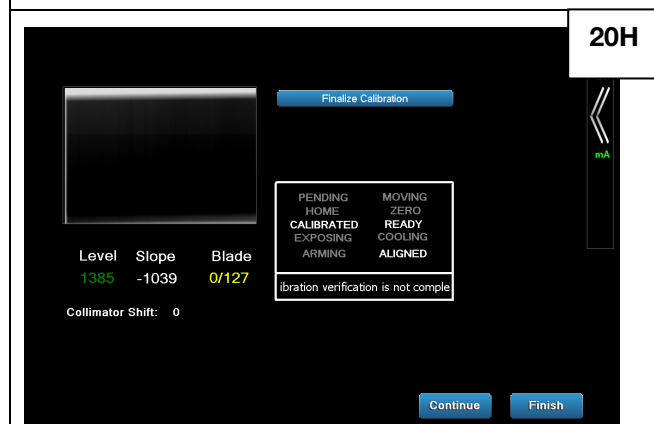 20H
Finalize Calibration
mA
PENDING MOVING
HOME ZERO
CALIBRATED READY
EXPOSING COOLING
ARMING ALIGNED
Level Slope Blade
1385 -1039 0/127
ibration verification is not comple
Collimator Shift: 0
Continue Finish